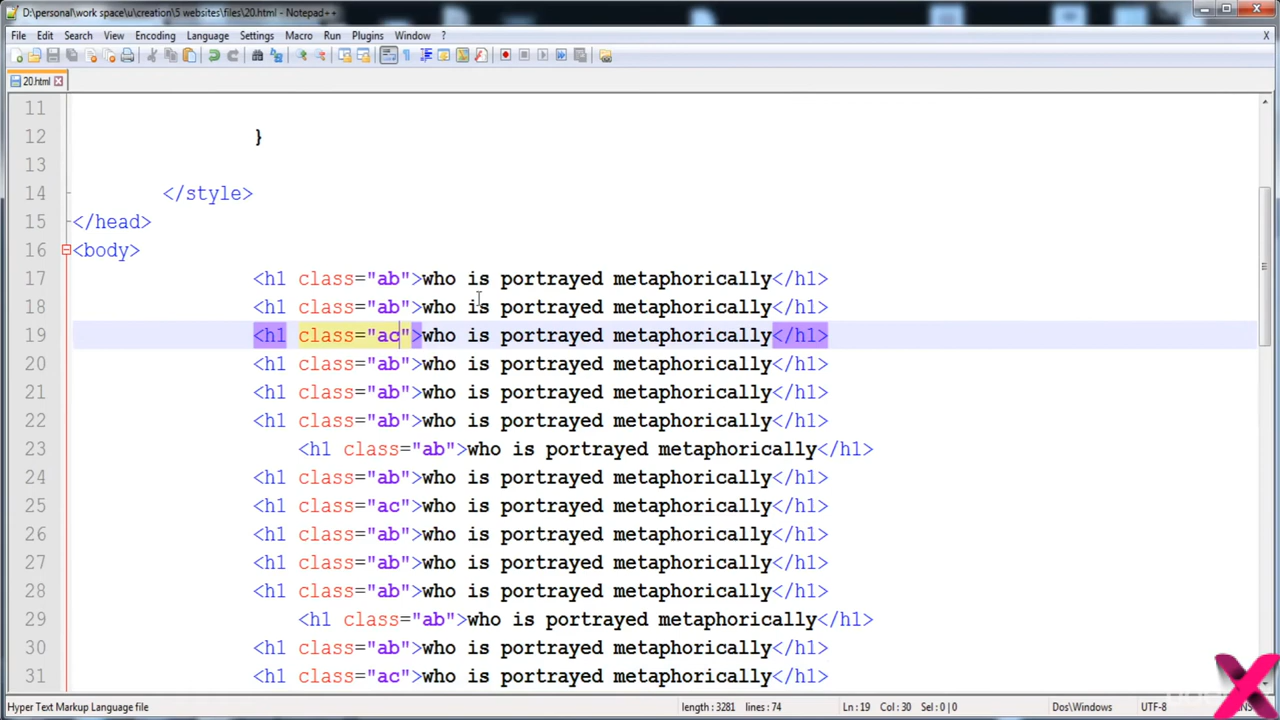 D:\personal\work space\u\creation\5 websites\files\20.html - Notepad++
File Edit Search View Encoding Language Settings Macro Run Plugins Window ? X
20.html
11
12 }
13
14 </style>
15 </head>
16 <body>
17 <h1 class="ab">who is portrayed metaphorically</h1>
18 <h1 class="ab">who is portrayed metaphorically</h1>
19 <h1 class="ac">who is portrayed metaphorically</h1>
20 <h1 class="ab">who is portrayed metaphorically</h1>
21 <h1 class="ab">who is portrayed metaphorically</h1>
22 <h1 class="ab">who is portrayed metaphorically</h1>
23 <h1 class="ab">who is portrayed metaphorically</h1>
24 <h1 class="ab">who is portrayed metaphorically</h1>
25 <h1 class="ac">who is portrayed metaphorically</h1>
26 <h1 class="ab">who is portrayed metaphorically</h1>
27 <h1 class="ab">who is portrayed metaphorically</h1>
28 <h1 class="ab">who is portrayed metaphorically</h1>
29 <h1 class="ab">who is portrayed metaphorically</h1>
30 <h1 class="ab">who is portrayed metaphorically</h1>
31 <h1 class="ac">who is portrayed metaphorically</h1>
Hyper Text Markup Language file length : 3281 lines : 74 Ln : 19 Col : 30 Sel : 0 | 0 Dos\Windows UTF-8